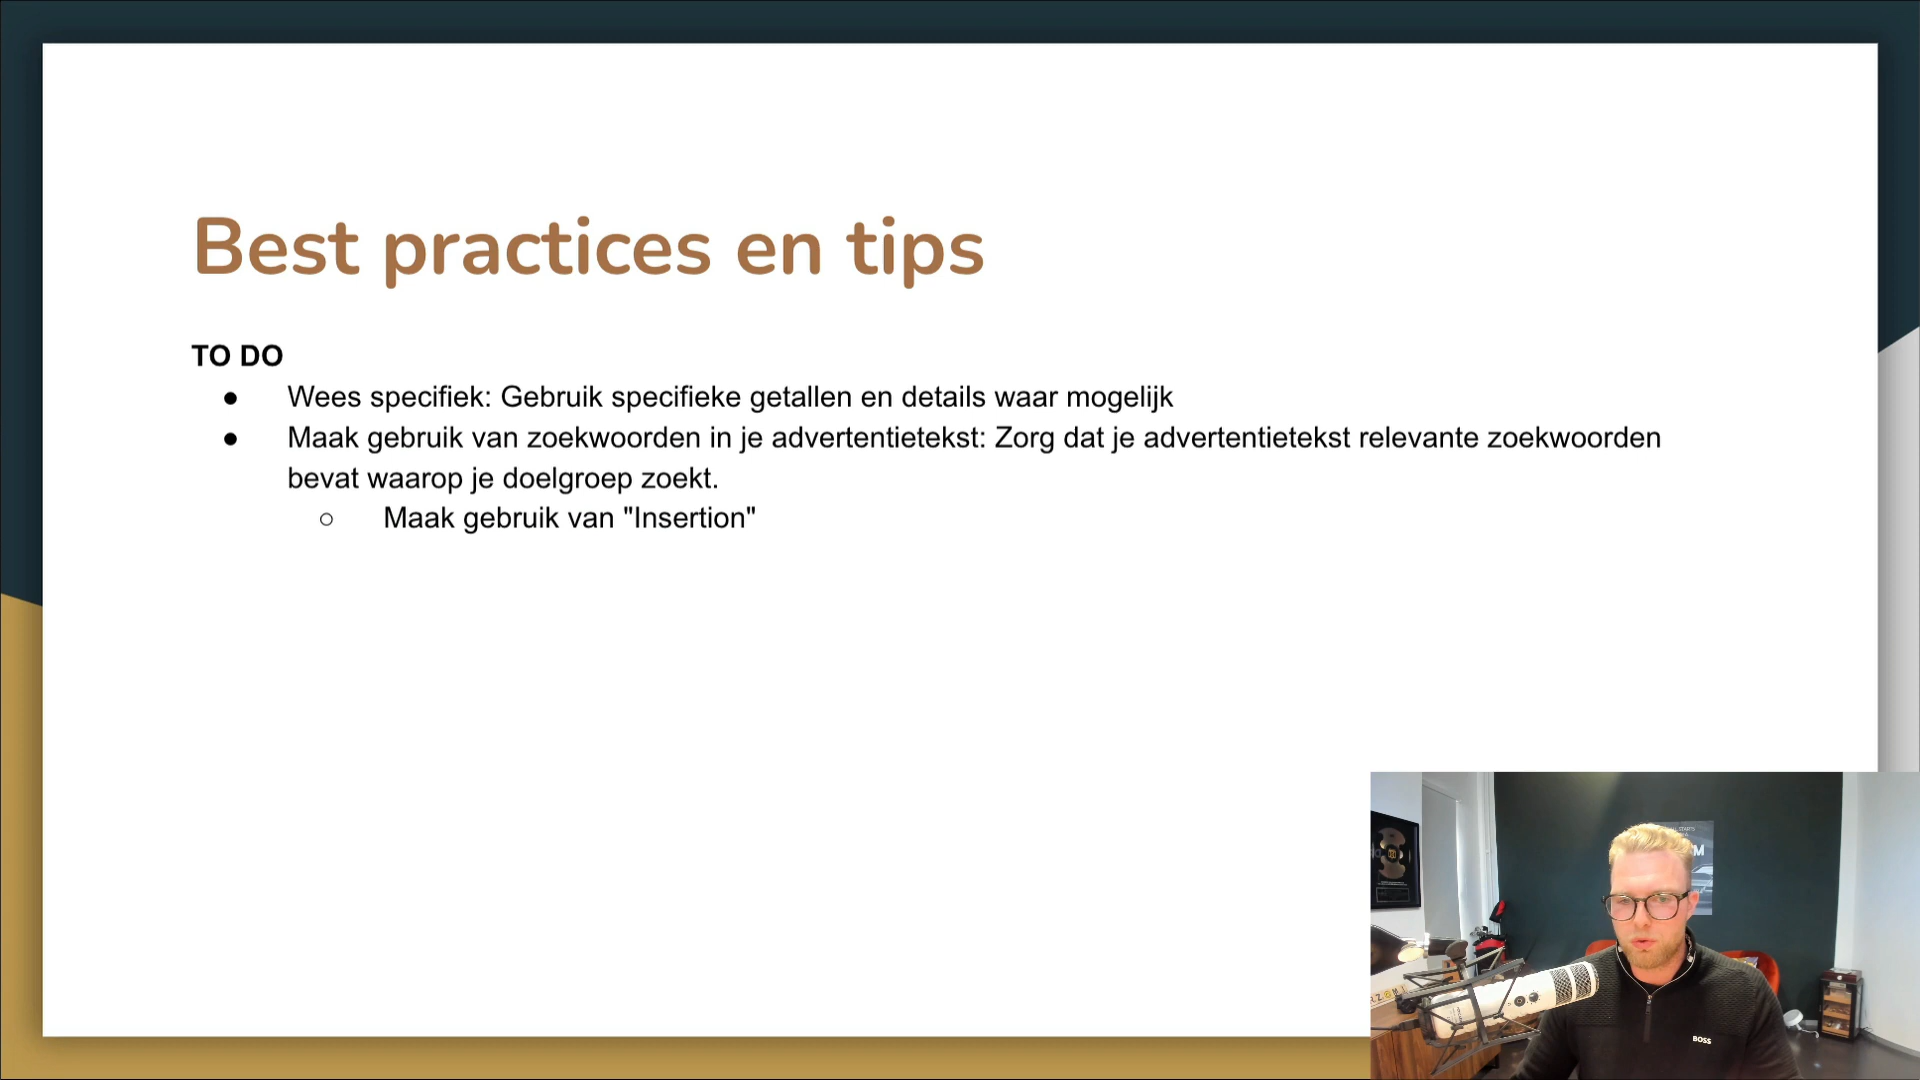 Best practices en tips
TO DO
● Wees specifiek: Gebruik specifieke getallen en details waar mogelijk
● Maak gebruik van zoekwoorden in je advertentietekst: Zorg dat je advertentietekst relevante zoekwoorden
bevat waarop je doelgroep zoekt.
○ Maak gebruik van "Insertion"
BOSS